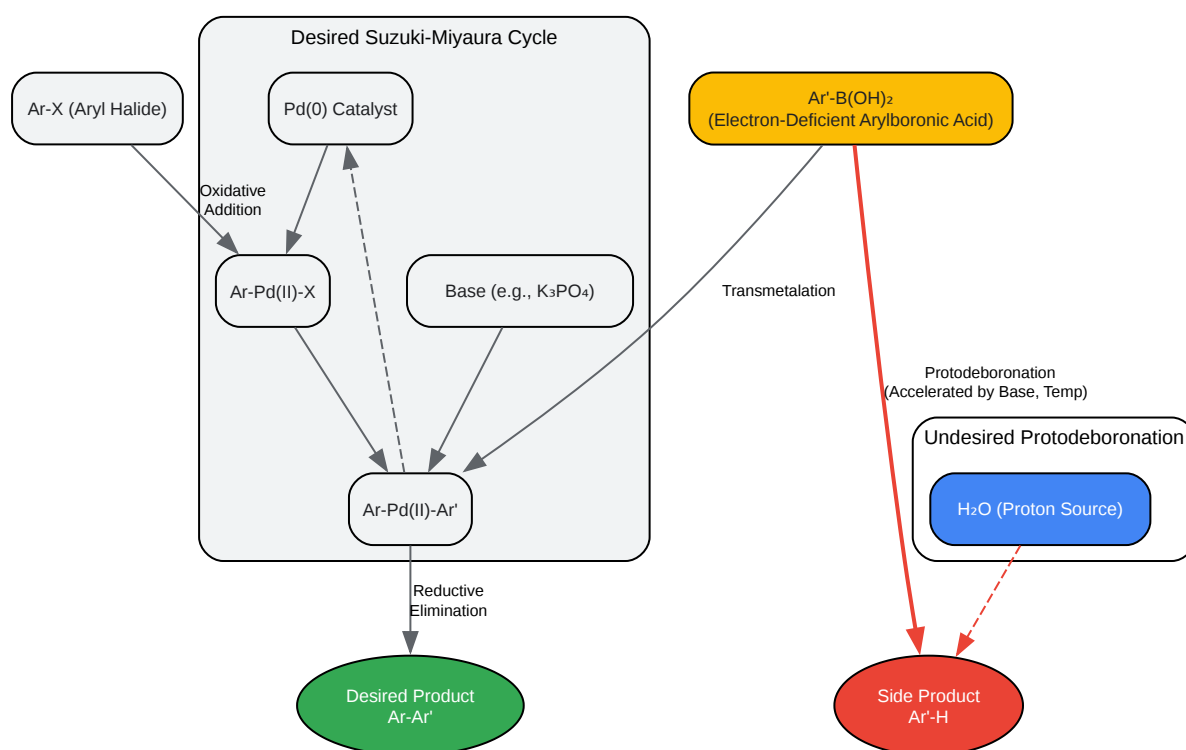 Desired Suzuki-Miyaura Cycle
Ar-X (Aryl Halide)
Pd(0) Catalyst
Ar'-B(OH)₂
(Electron-Deficient Arylboronic Acid)
Oxidative
Addition
Ar-Pd(II)-X
Base (e.g., K₃PO₄)
Transmetalation
Protodeboronation
(Accelerated by Base, Temp)
Undesired Protodeboronation
Ar-Pd(II)-Ar'
H₂O (Proton Source)
Reductive
Elimination
Desired Product
Ar-Ar'
Side Product
Ar'-H